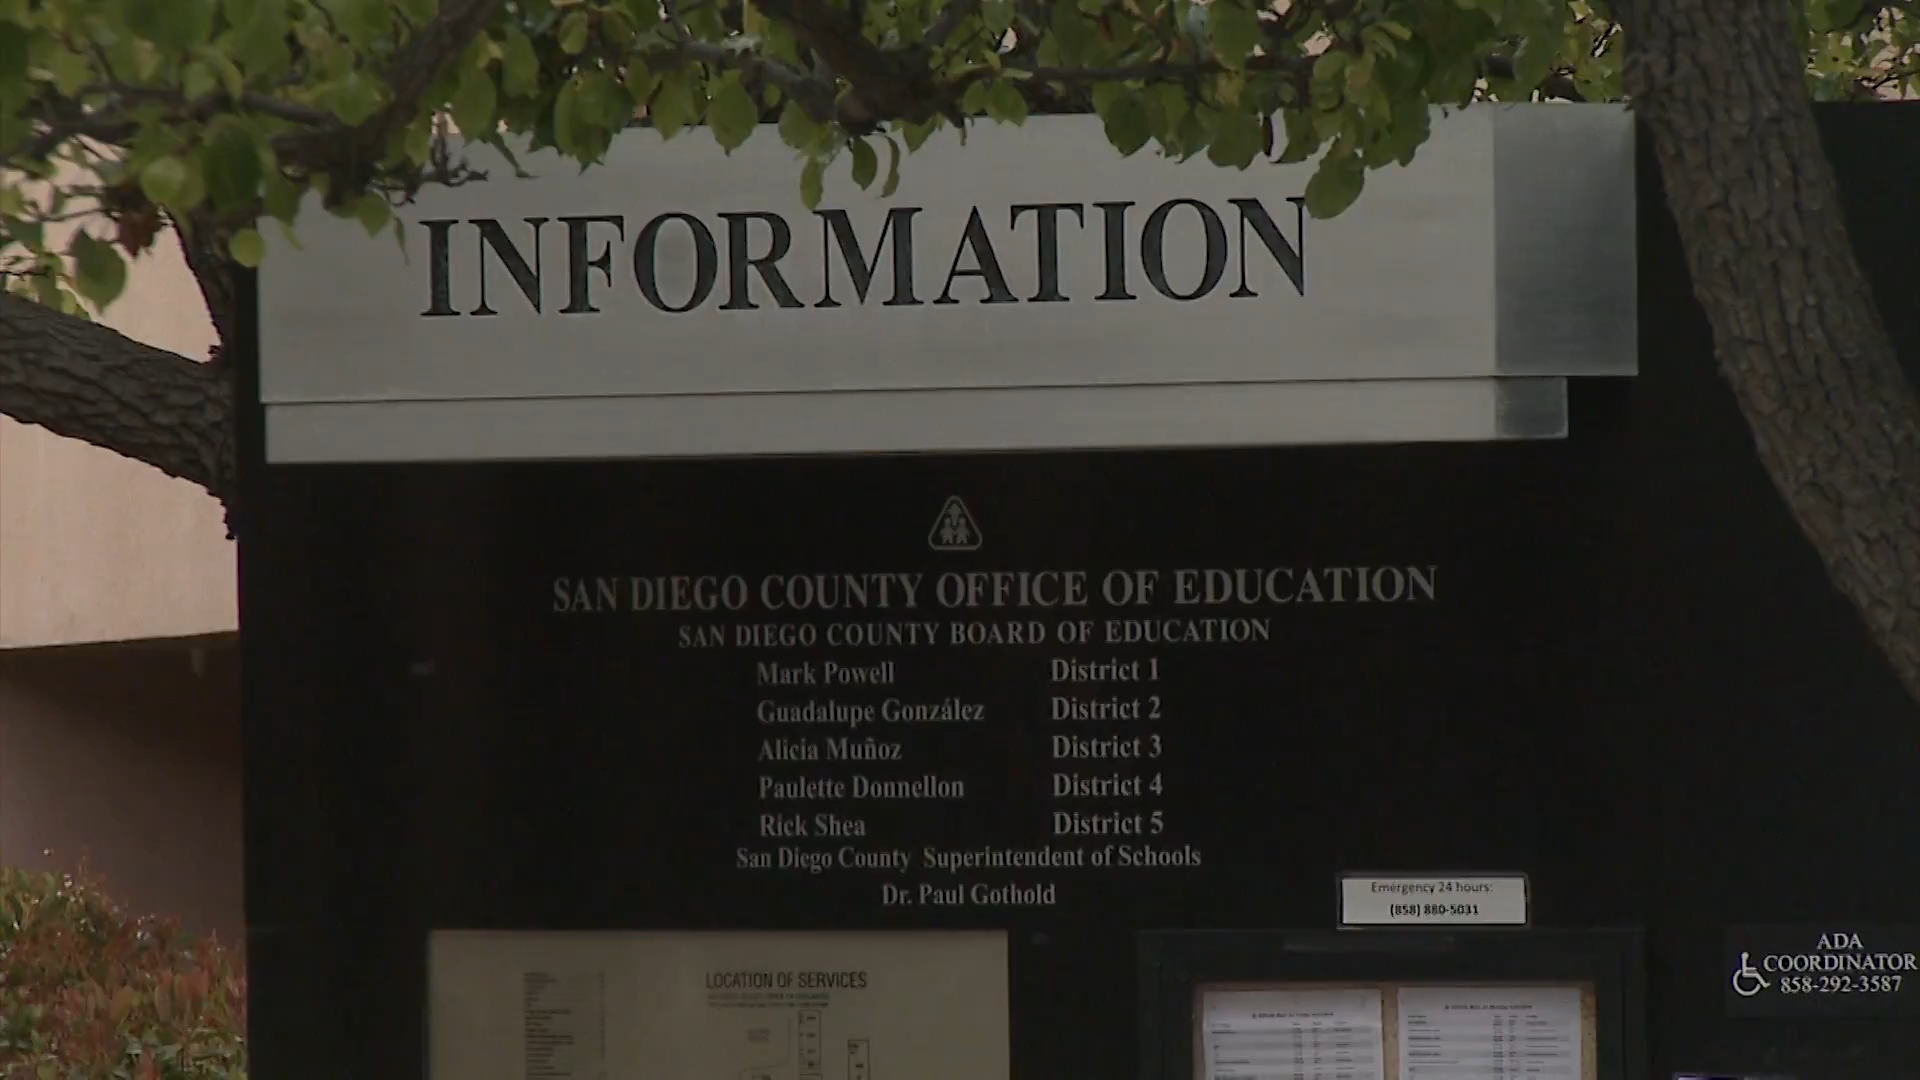 INFORMATION
SAN DIEGO COUNTY OFFICE OF EDUCATION
SAN DIEGO COUNTY BOARD OF EDUCATION
Mark Powell District 1
Guadalupe González District 2
Alicia Muñoz District 3
Paulette Donnellon District 4
Rick Shea District 5
San Diego County Superintendent of Schools
Dr. Paul Gothold
Emergency 24 hours:
(858) 880-5031
ADA
COORDINATOR
858-292-3587
LOCATION OF SERVICES